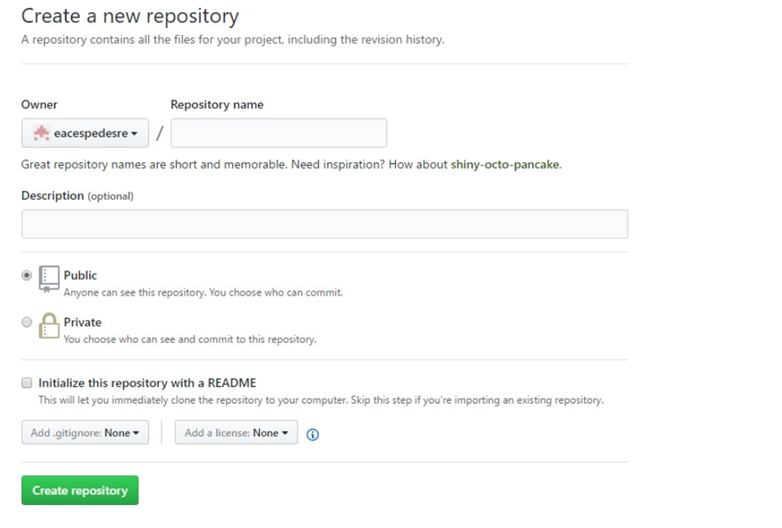 Create a new repository
A repository contains all the files for your project, including the revision history.
Owner
Repository name
eacespedesre
/
Great repository names are short and memorable. Need inspiration? How about shiny-octo-pancake.
Description (optional)
Public
Anyone can see this repository. You choose who can commit.
Private
You choose who can see and commit to this repository.
Initialize this repository with a README
This will let you immediately clone the repository to your computer. Skip this step if you're importing an existing repository.
Add .gitignore: None
Add a license: None
Create repository